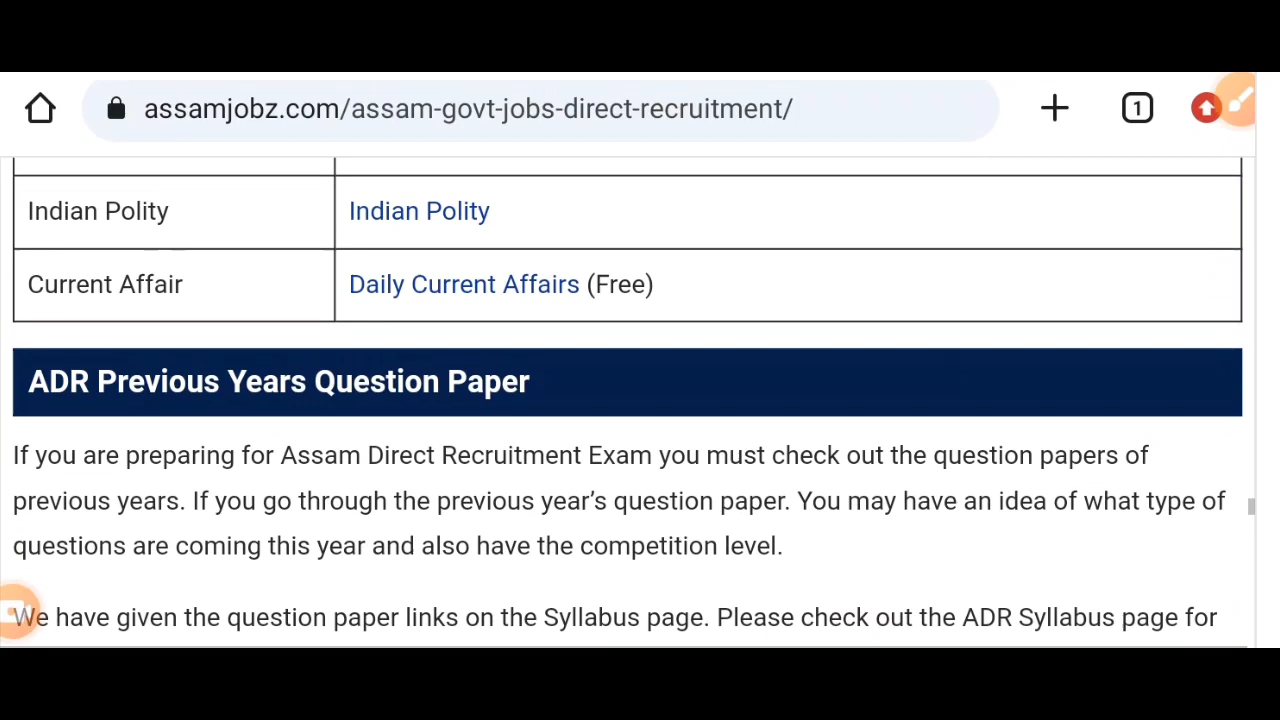 assamjobz.com/assam-govt-jobs-direct-recruitment/
1
Indian Polity
Indian Polity
Current Affair
Daily Current Affairs (Free)
ADR Previous Years Question Paper
If you are preparing for Assam Direct Recruitment Exam you must check out the question papers of
previous years. If you go through the previous year’s question paper. You may have an idea of what type of
questions are coming this year and also have the competition level.
We have given the question paper links on the Syllabus page. Please check out the ADR Syllabus page for